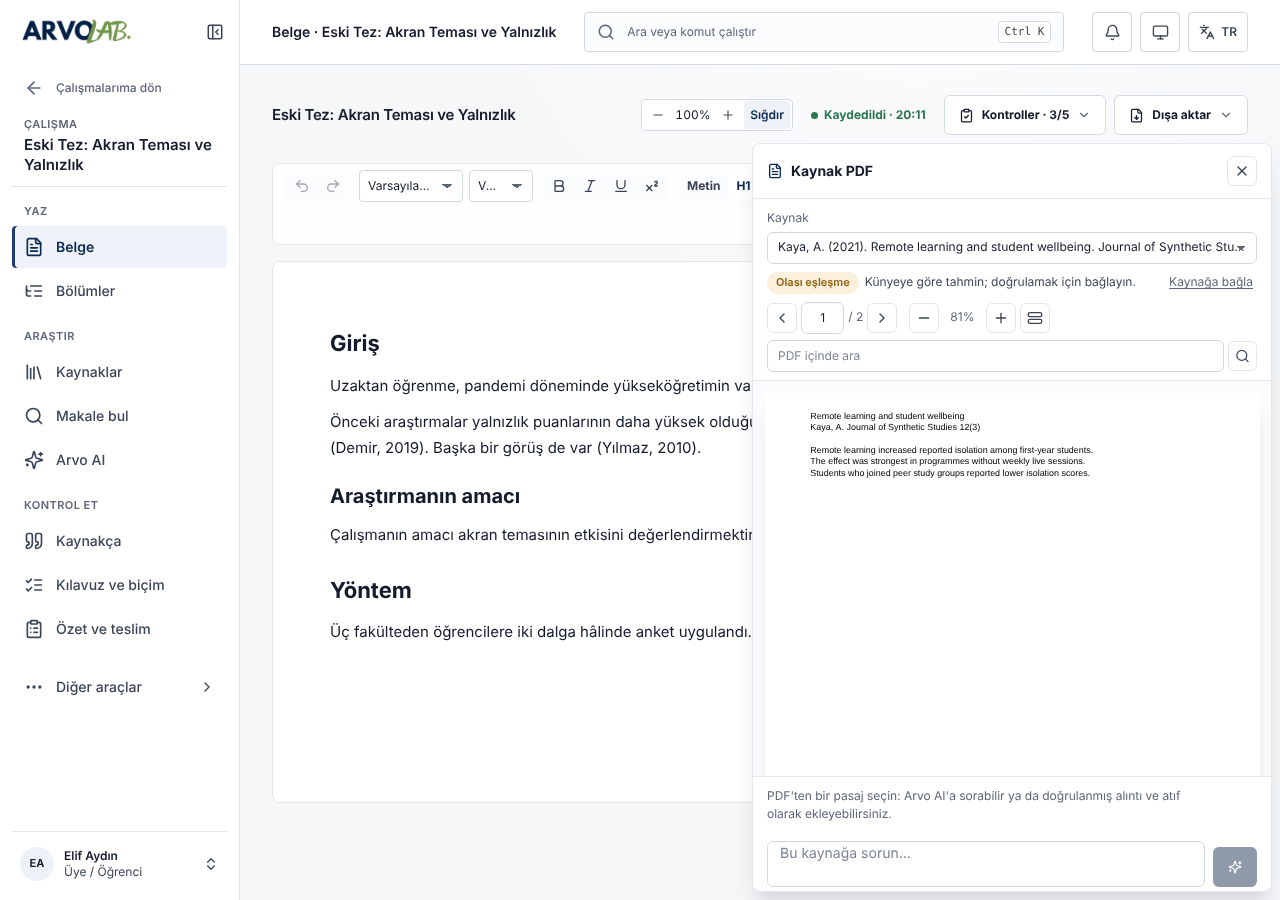 ARVOLAB.
Çalışmalarıma dön
ÇALIŞMA
Eski Tez: Akran Teması ve
Yalnızlık
YAZ
Belge
Bölümler
ARAŞTIR
Kaynaklar
Makale bul
Arvo AI
KONTROL ET
Kaynakça
Kılavuz ve biçim
Özet ve teslim
Diğer araçlar
EA
Elif Aydın
Üye / Öğrenci
Belge · Eski Tez: Akran Teması ve Yalnızlık
Ara veya komut çalıştır
Ctrl K
TR
Eski Tez: Akran Teması ve Yalnızlık
100%
Sığdır
Kaydedildi · 20:11
Kontroller · 3/5
Dışa aktar
Varsayıla...
V...
B I U x²
Metin
H1
Giriş
Uzaktan öğrenme, pandemi döneminde yükseköğretimin va
Önceki araştırmalar yalnızlık puanlarının daha yüksek olduğu
(Demir, 2019). Başka bir görüş de var (Yılmaz, 2010).
Araştırmanın amacı
Çalışmanın amacı akran temasının etkisini değerlendirmektir
Yöntem
Üç fakülteden öğrencilere iki dalga hâlinde anket uygulandı.
Kaynak PDF
Kaynak
Kaya, A. (2021). Remote learning and student wellbeing. Journal of Synthetic Stu...
Olası eşleşme
Künyeye göre tahmin; doğrulamak için bağlayın.
Kaynağa bağla
1
/ 2
81%
PDF içinde ara
Remote learning and student wellbeing
Kaya, A. Journal of Synthetic Studies 12(3)
Remote learning increased reported isolation among first-year students.
The effect was strongest in programmes without weekly live sessions.
Students who joined peer study groups reported lower isolation scores.
PDF'ten bir pasaj seçin: Arvo AI'a sorabilir ya da doğrulanmış alıntı ve atıf
olarak ekleyebilirsiniz.
Bu kaynağa sorun...